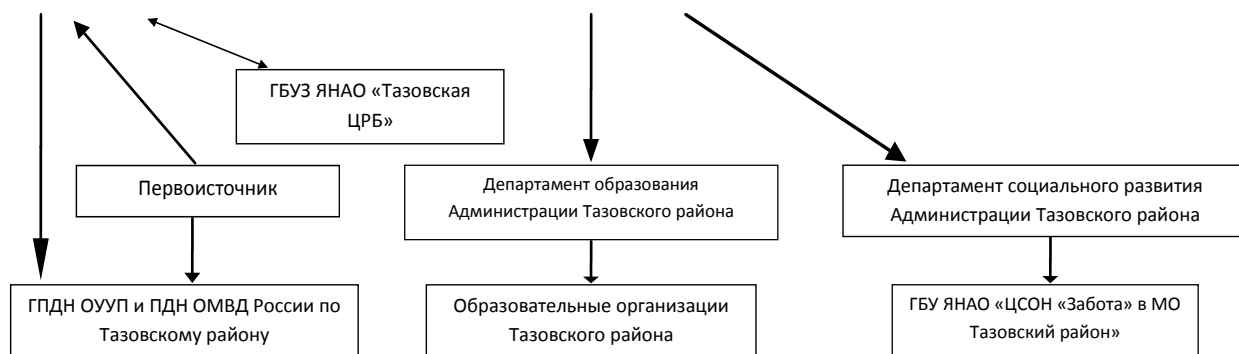 ГБУЗ ЯНАО «Тазовская
ЦРБ»
Первоисточник
Департамент образования
Администрации Тазовского района
Департамент социального развития
Администрации Тазовского района
ГПДН ОУУП и ПДН ОМВД России по
Тазовскому району
Образовательные организации
Тазовского района
ГБУ ЯНАО «ЦСОН «Забота» в МО
Тазовский район»